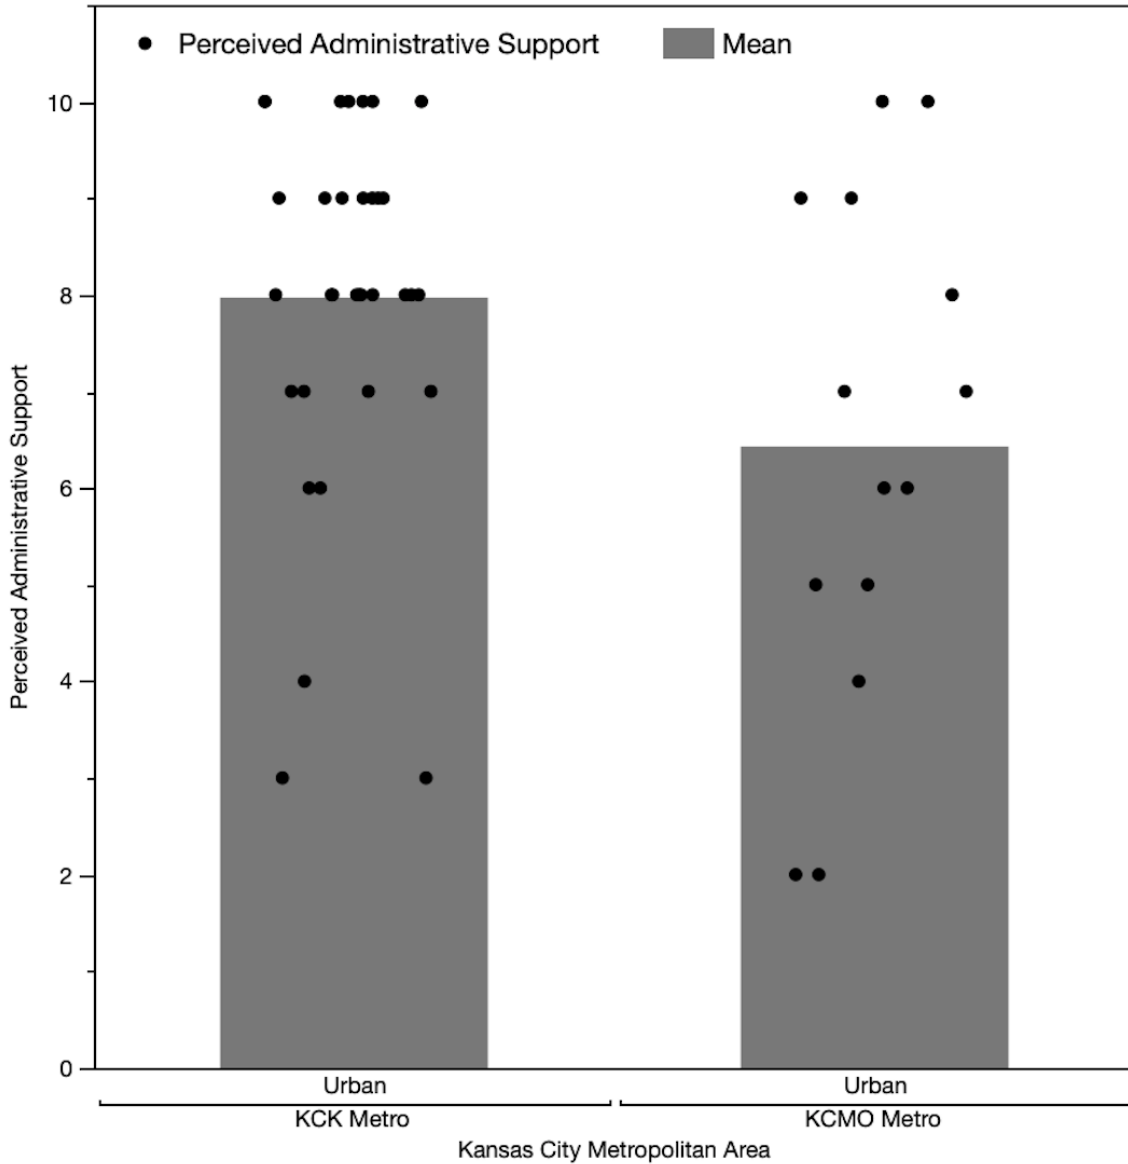 Perceived Administrative Support Mean
10
8
6
4
2
0
Perceived Administrative Support
Urban Urban
KCK Metro KCMO Metro
Kansas City Metropolitan Area